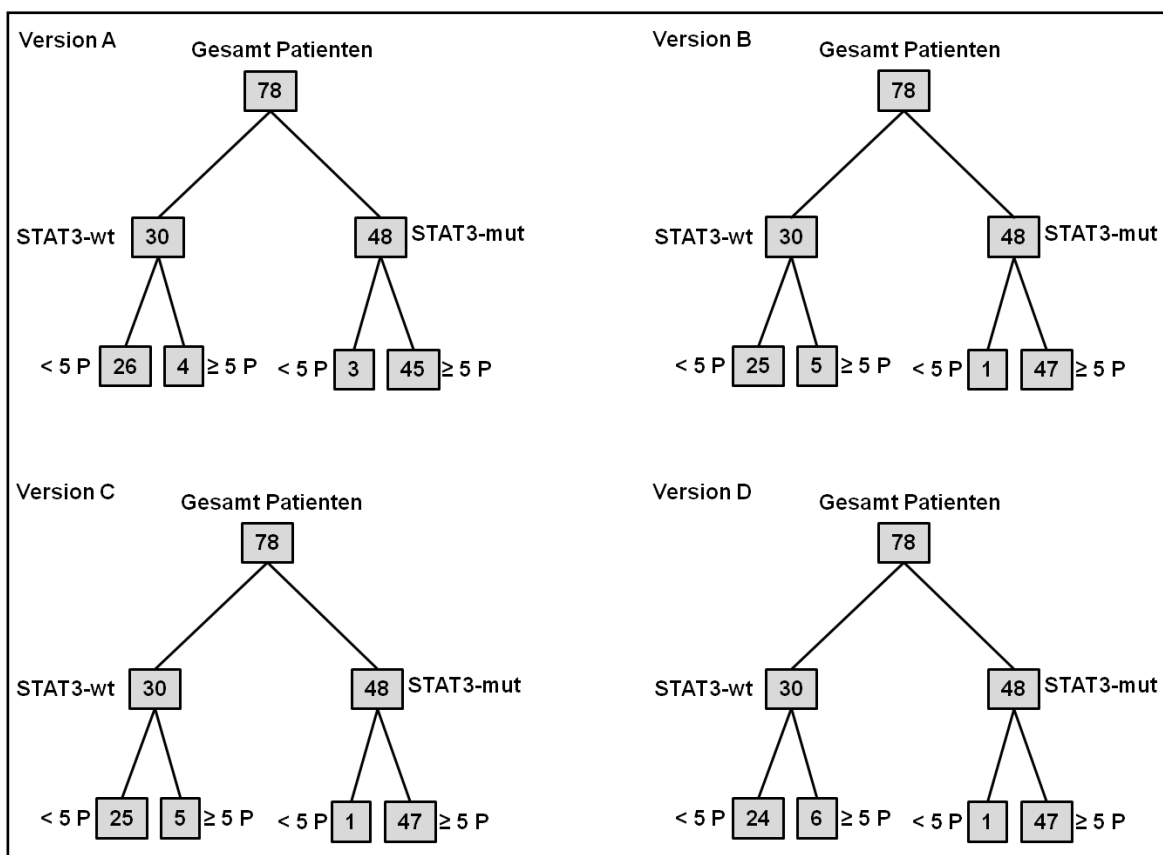 Version A
Gesamt Patienten
78
STAT3-wt 30 48 STAT3-mut
< 5 P 26 4 ≥ 5 P < 5 P 3 45 ≥ 5 P
Version B
Gesamt Patienten
78
STAT3-wt 30 48 STAT3-mut
< 5 P 25 5 ≥ 5 P < 5 P 1 47 ≥ 5 P
Version C
Gesamt Patienten
78
STAT3-wt 30 48 STAT3-mut
< 5 P 25 5 ≥ 5 P < 5 P 1 47 ≥ 5 P
Version D
Gesamt Patienten
78
STAT3-wt 30 48 STAT3-mut
< 5 P 24 6 ≥ 5 P < 5 P 1 47 ≥ 5 P